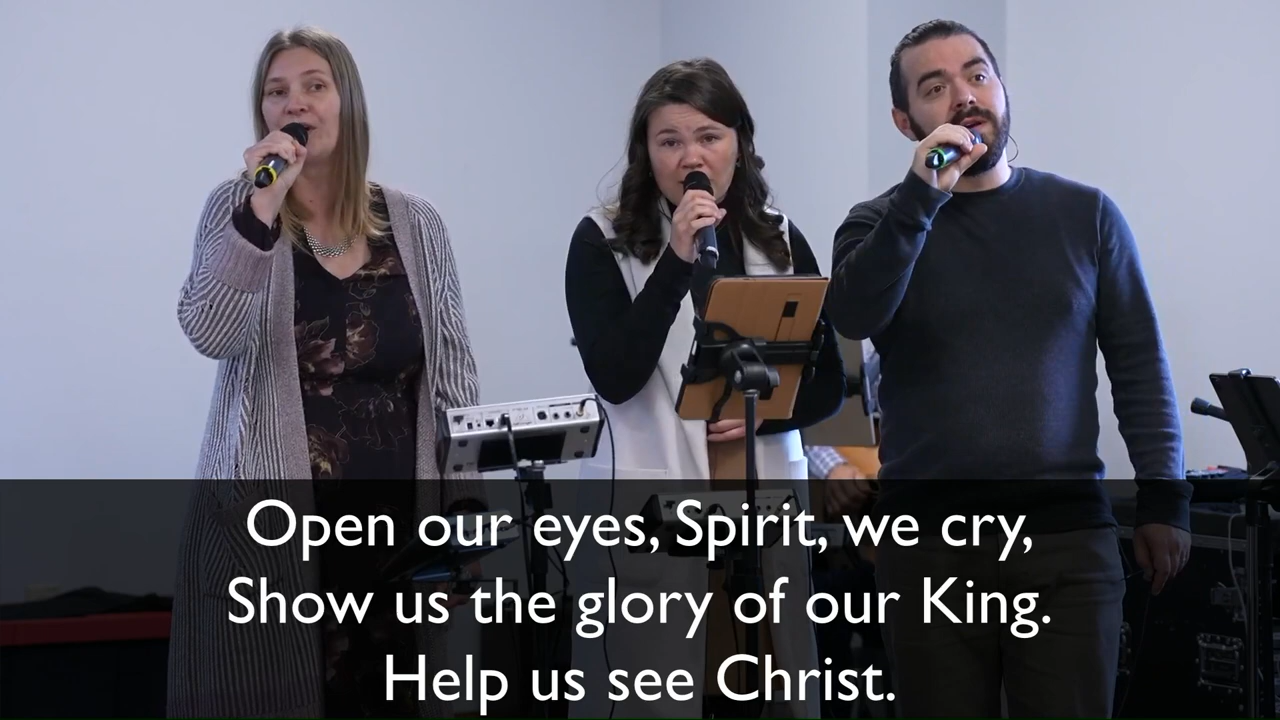 Open our eyes, Spirit, we cry,
Show us the glory of our King.
Help us see Christ.